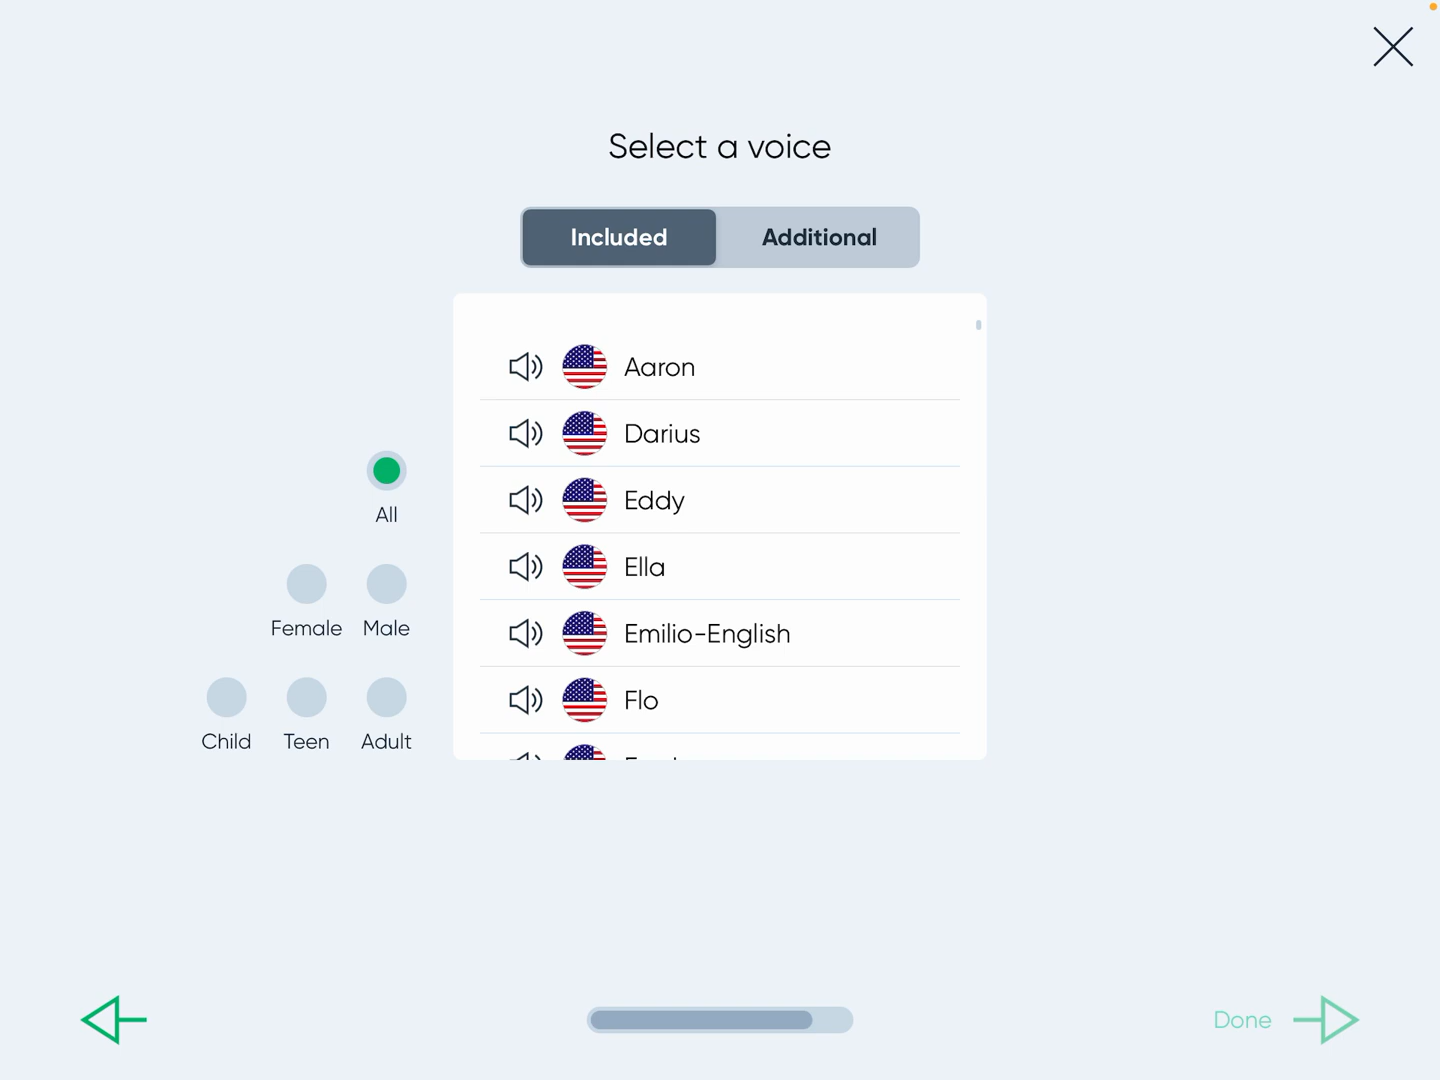 Select a voice
Included Additional
Aaron
Darius
Eddy
Ella
Emilio-English
Flo
All
Female Male
Child Teen Adult
Done